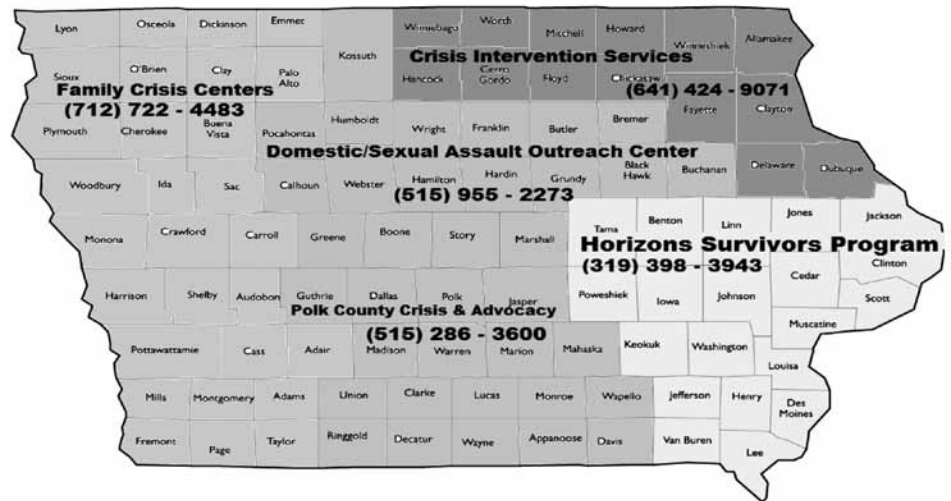 Lyon Osceola Dickinson Emmet Winnebago Worth Mitchell Howard Winneshiek Allamakee
Kossuth
Crisis Intervention Services
Sioux O'Brien Clay Palo Alto Hancock Cerro Gordo Floyd Chickasaw
Family Crisis Centers
(641) 424 - 9071
(712) 722 - 4483
Fayette Clayton
Plymouth Cherokee Buena Vista Pocahontas Humboldt Wright Franklin Butler Bremer
Domestic/Sexual Assault Outreach Center
Woodbury Ida Sac Calhoun Webster Hamilton Hardin Grundy Black Hawk Buchanan Delaware Dubuque
(515) 955 - 2273
Monona Crawford Carroll Greene Boone Story Marshall Tama Benton Linn Jones Jackson
Horizons Survivors Program
(319) 398 - 3943
Clinton
Cedar
Harrison Shelby Audobon Guthrie Dallas Polk Jasper Poweshiek Iowa Johnson Scott
Polk County Crisis & Advocacy
Muscatine
(515) 286 - 3600
Pottawattamie Cass Adair Madison Warren Marion Mahaska Keokuk Washington
Louisa
Mills Montgomery Adams Union Clarke Lucas Monroe Wapello Jefferson Henry Des Moines
Fremont Page Taylor Ringgold Decatur Wayne Appanoose Davis Van Buren Lee